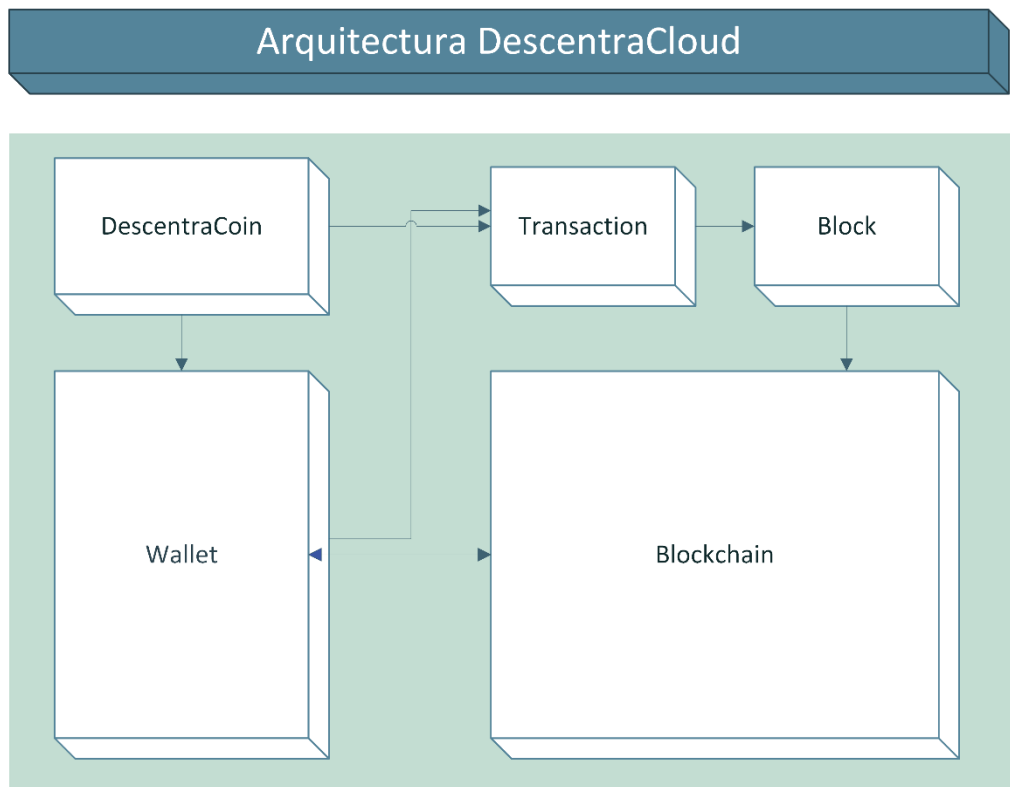 Arquitectura DescentraCloud
DescentraCoin
Transaction
Block
Wallet
Blockchain